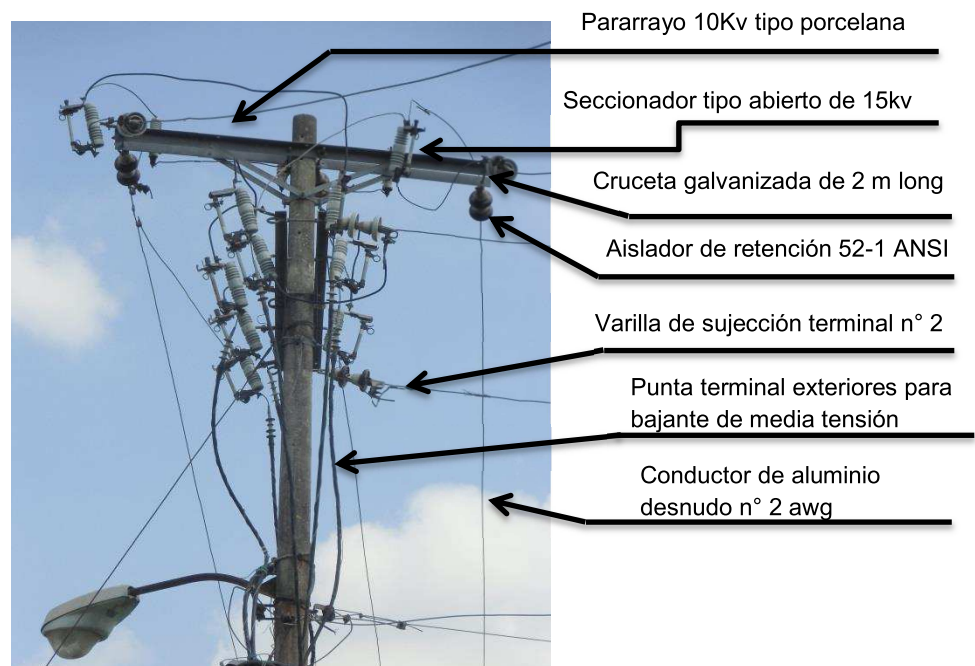 Pararrayo 10Kv tipo porcelana
Seccionador tipo abierto de 15kv
Cruceta galvanizada de 2 m long
Aislador de retención 52-1 ANSI
Varilla de sujección terminal n° 2
Punta terminal exteriores para
bajante de media tensión
Conductor de aluminio
desnudo n° 2 awg